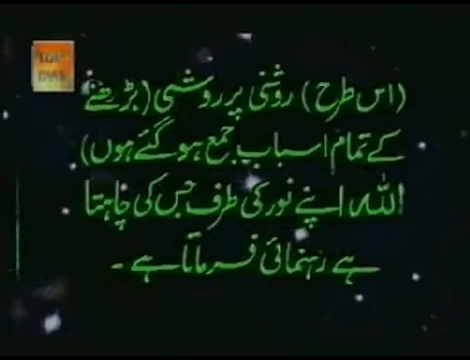 TOP
(اس طرح) روشنی پر روشنی (بڑھنے
کے تمام اسباب جمع ہو گئے ہوں)
اللہ اپنے نور کی طرف جس کی چاہتا
ہے رہنمائی فرماتا ہے ۔